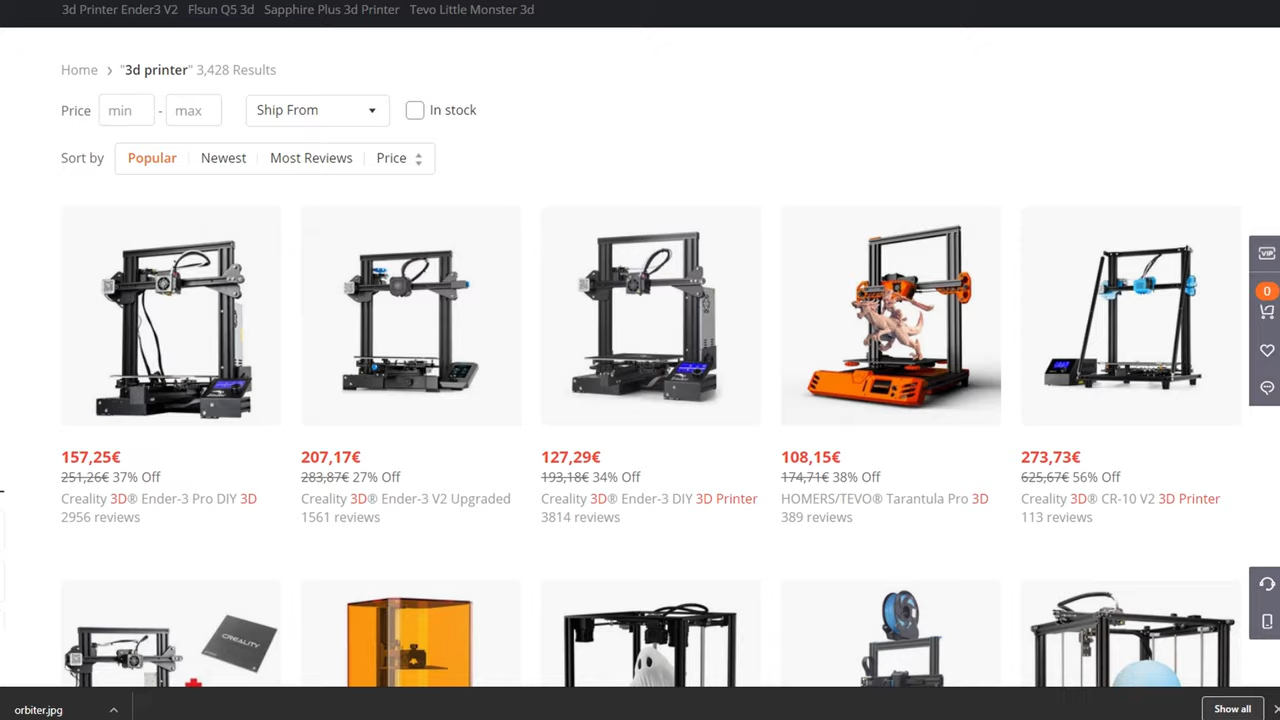 3d Printer Ender3 V2 Flsun Q5 3d Sapphire Plus 3d Printer Tevo Little Monster 3d
Home > "3d printer" 3,428 Results
Price min - max Ship From In stock
Sort by Popular Newest Most Reviews Price
VIP
0
157,25€
251,26€ 37% Off
Creality 3D® Ender-3 Pro DIY 3D
2956 reviews
207,17€
283,87€ 27% Off
Creality 3D® Ender-3 V2 Upgraded
1561 reviews
127,29€
193,18€ 34% Off
Creality 3D® Ender-3 DIY 3D Printer
3814 reviews
108,15€
174,71€ 38% Off
HOMERS/TEVO® Tarantula Pro 3D
389 reviews
273,73€
625,67€ 56% Off
Creality 3D® CR-10 V2 3D Printer
113 reviews
CREALITY
orbiter.jpg
Show all